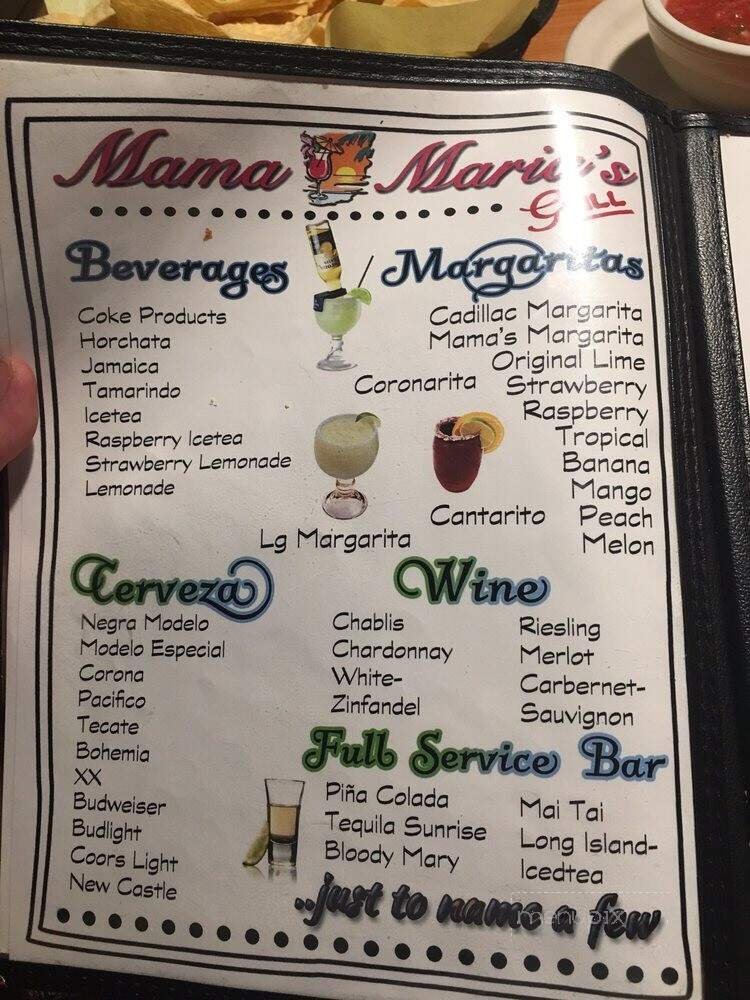 Mama Maria's
GRILL
Beverages
Coke Products
Horchata
Jamaica
Tamarindo
Icetea
Raspberry Icetea
Strawberry Lemonade
Lemonade
Margaritas
Cadillac Margarita
Mama's Margarita
Original Lime
Strawberry
Raspberry
Tropical
Banana
Mango
Peach
Melon
Coronarita
Cantarito
Lg Margarita
Cerveza
Negra Modelo
Modelo Especial
Corona
Pacifico
Tecate
Bohemia
XX
Budweiser
Budlight
Coors Light
New Castle
Wine
Chablis
Chardonnay
White-
Zinfandel
Riesling
Merlot
Carbernet-
Sauvignon
Full Service Bar
Piña Colada
Tequila Sunrise
Bloody Mary
Mai Tai
Long Island-
Icedtea
..just to name a few
menupix